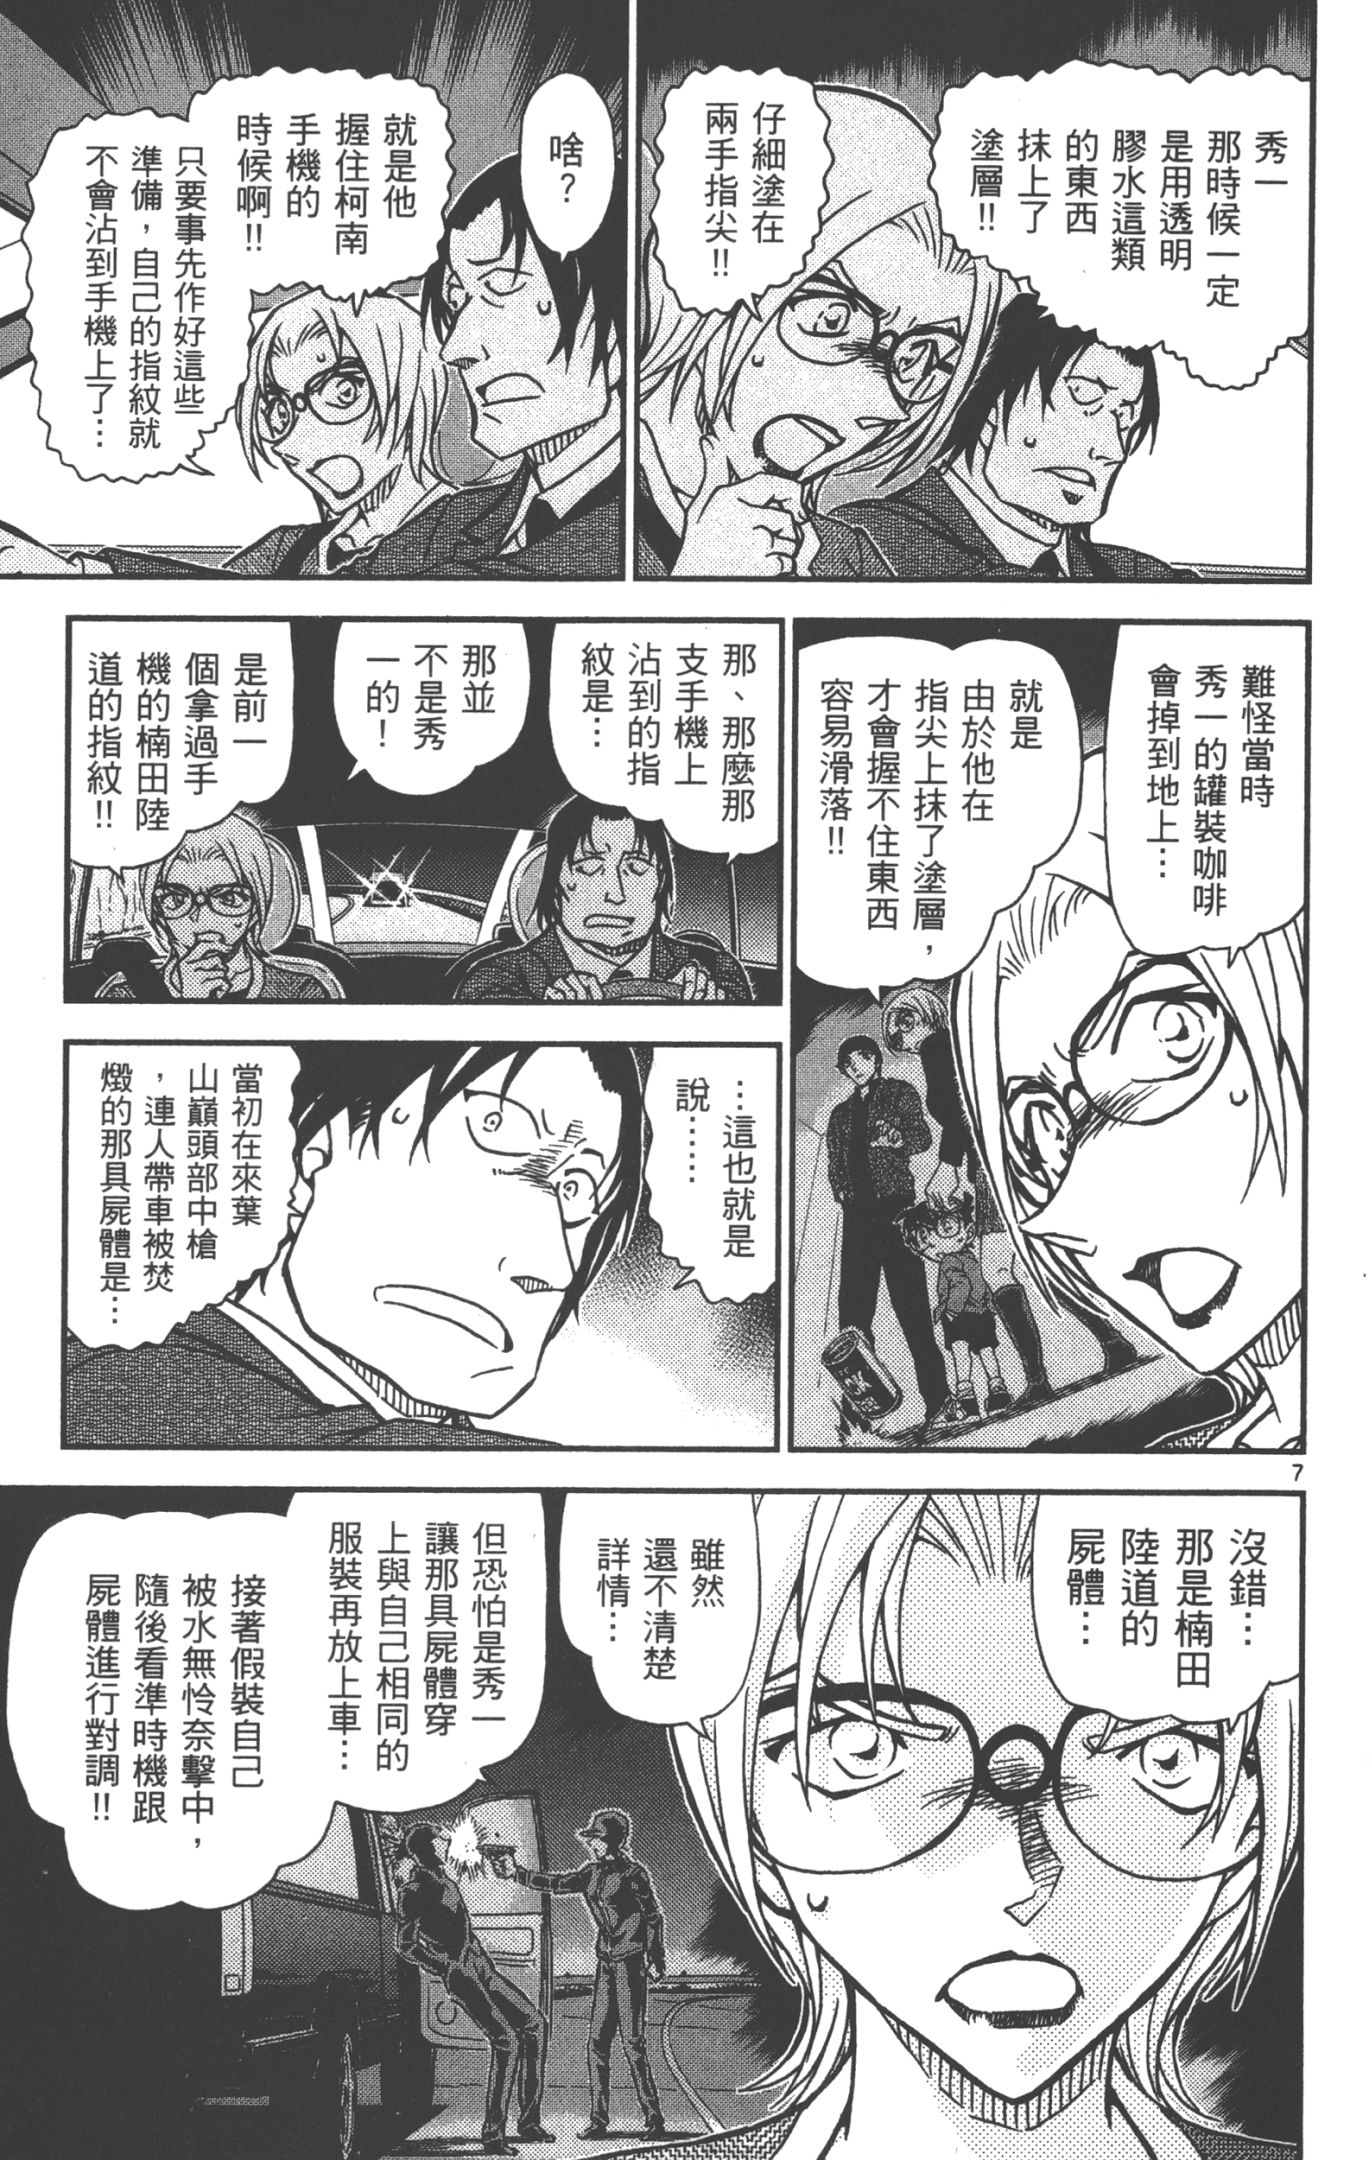 秀一
那時候一定
是用透明
膠水這類
的東西
抹上了
塗層!!
仔細塗在
兩手指尖!!
啥？
就是他
握住柯南
手機的
時候啊!!
只要事先作好這些
準備，自己的指紋就
不會沾到手機上了…
難怪當時
秀一的罐裝咖啡
會掉到地上…
就是
由於他在
指尖上抹了塗層，
才會握不住東西
容易滑落!!
那、那麼那
支手機上
沾到的指
紋是…
那並
不是秀
一的！
是前一
個拿過手
機的楠田陸
道的指紋!!
…這也就是
說……
當初在來葉
山巔頭部中槍
，連人帶車被焚
燬的那具屍體是…
7
沒錯…
那是楠田
陸道的
屍體…
雖然
還不清楚
詳情…
但恐怕是秀一
讓那具屍體穿
上與自己相同的
服裝再放上車…
接著假裝自己
被水無怜奈擊中，
隨後看準時機跟
屍體進行對調!!